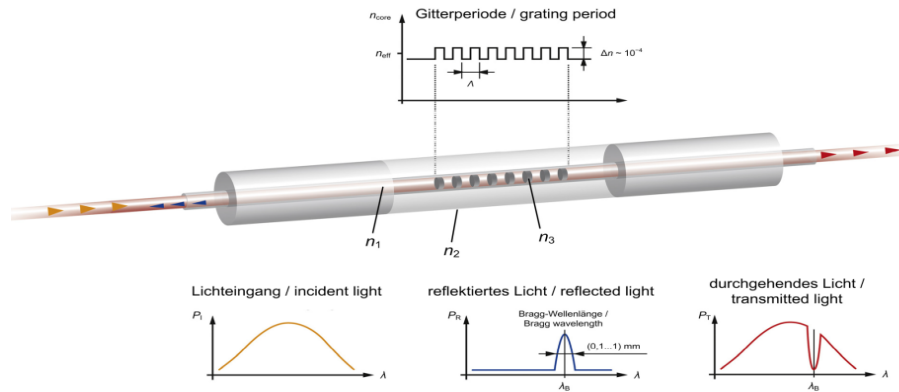 Gitterperiode / grating period
n_core
n_eff
Δn ~ 10⁻⁴
Λ
n₁
n₂
n₃
Lichteingang / incident light
P_I
λ
reflektiertes Licht / reflected light
P_R
Bragg-Wellenlänge /
Bragg wavelength
(0,1...1) mm
λ
λ_B
durchgehendes Licht /
transmitted light
P_T
λ
λ_B